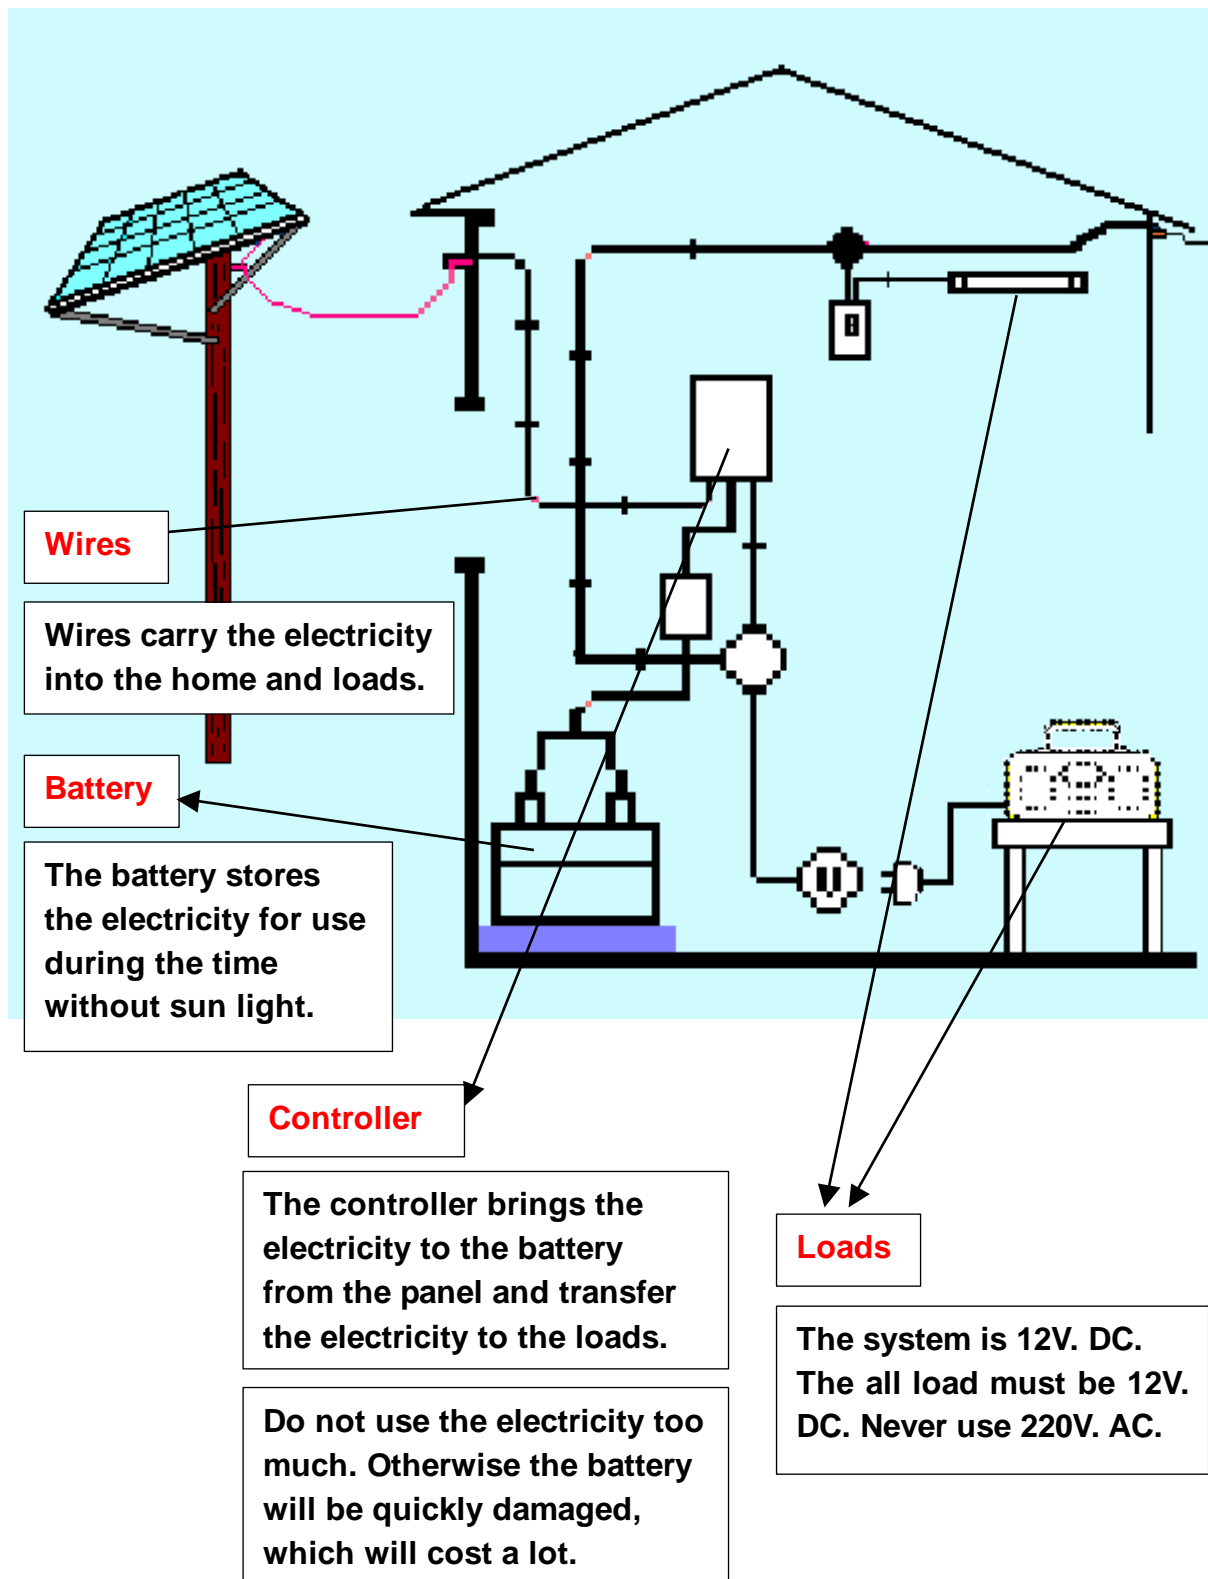 Wires
Wires carry the electricity
into the home and loads.
Battery
The battery stores
the electricity for use
during the time
without sun light.
Controller
The controller brings the
electricity to the battery
from the panel and transfer
the electricity to the loads.
Do not use the electricity too
much. Otherwise the battery
will be quickly damaged,
which will cost a lot.
Loads
The system is 12V. DC.
The all load must be 12V.
DC. Never use 220V. AC.